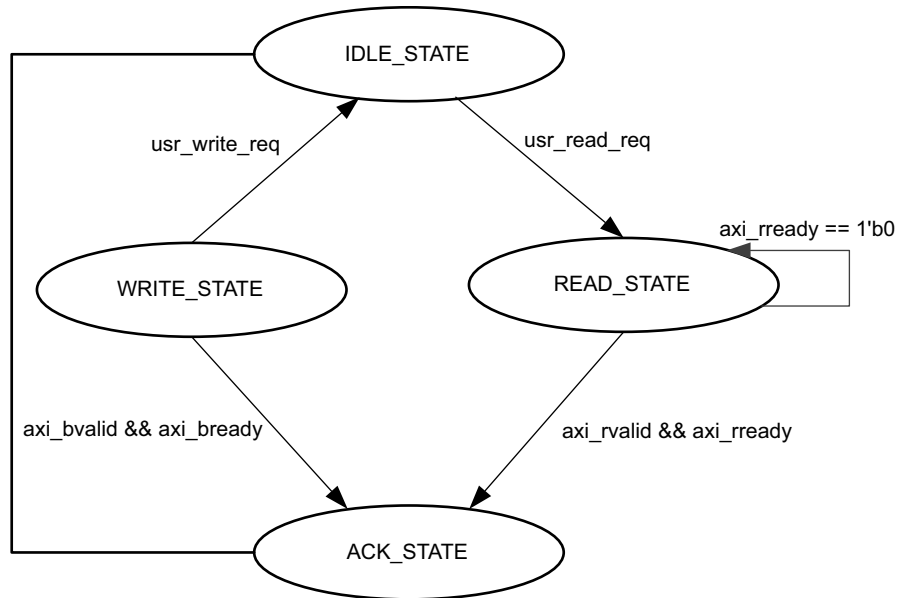 IDLE_STATE
usr_write_req
usr_read_req
axi_rready == 1'b0
WRITE_STATE
READ_STATE
axi_bvalid && axi_bready
axi_rvalid && axi_rready
ACK_STATE